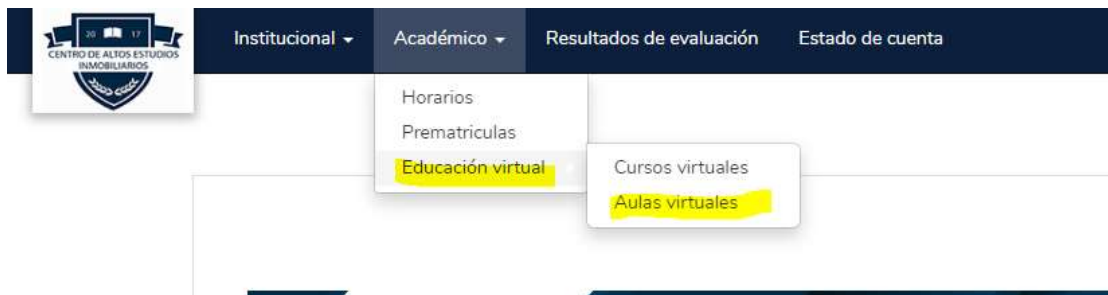 20 17
CENTRO DE ALTOS ESTUDIOS
INMOBILIARIOS
Institucional
Académico
Resultados de evaluación
Estado de cuenta
Horarios
Prematriculas
Educación virtual
Cursos virtuales
Aulas virtuales